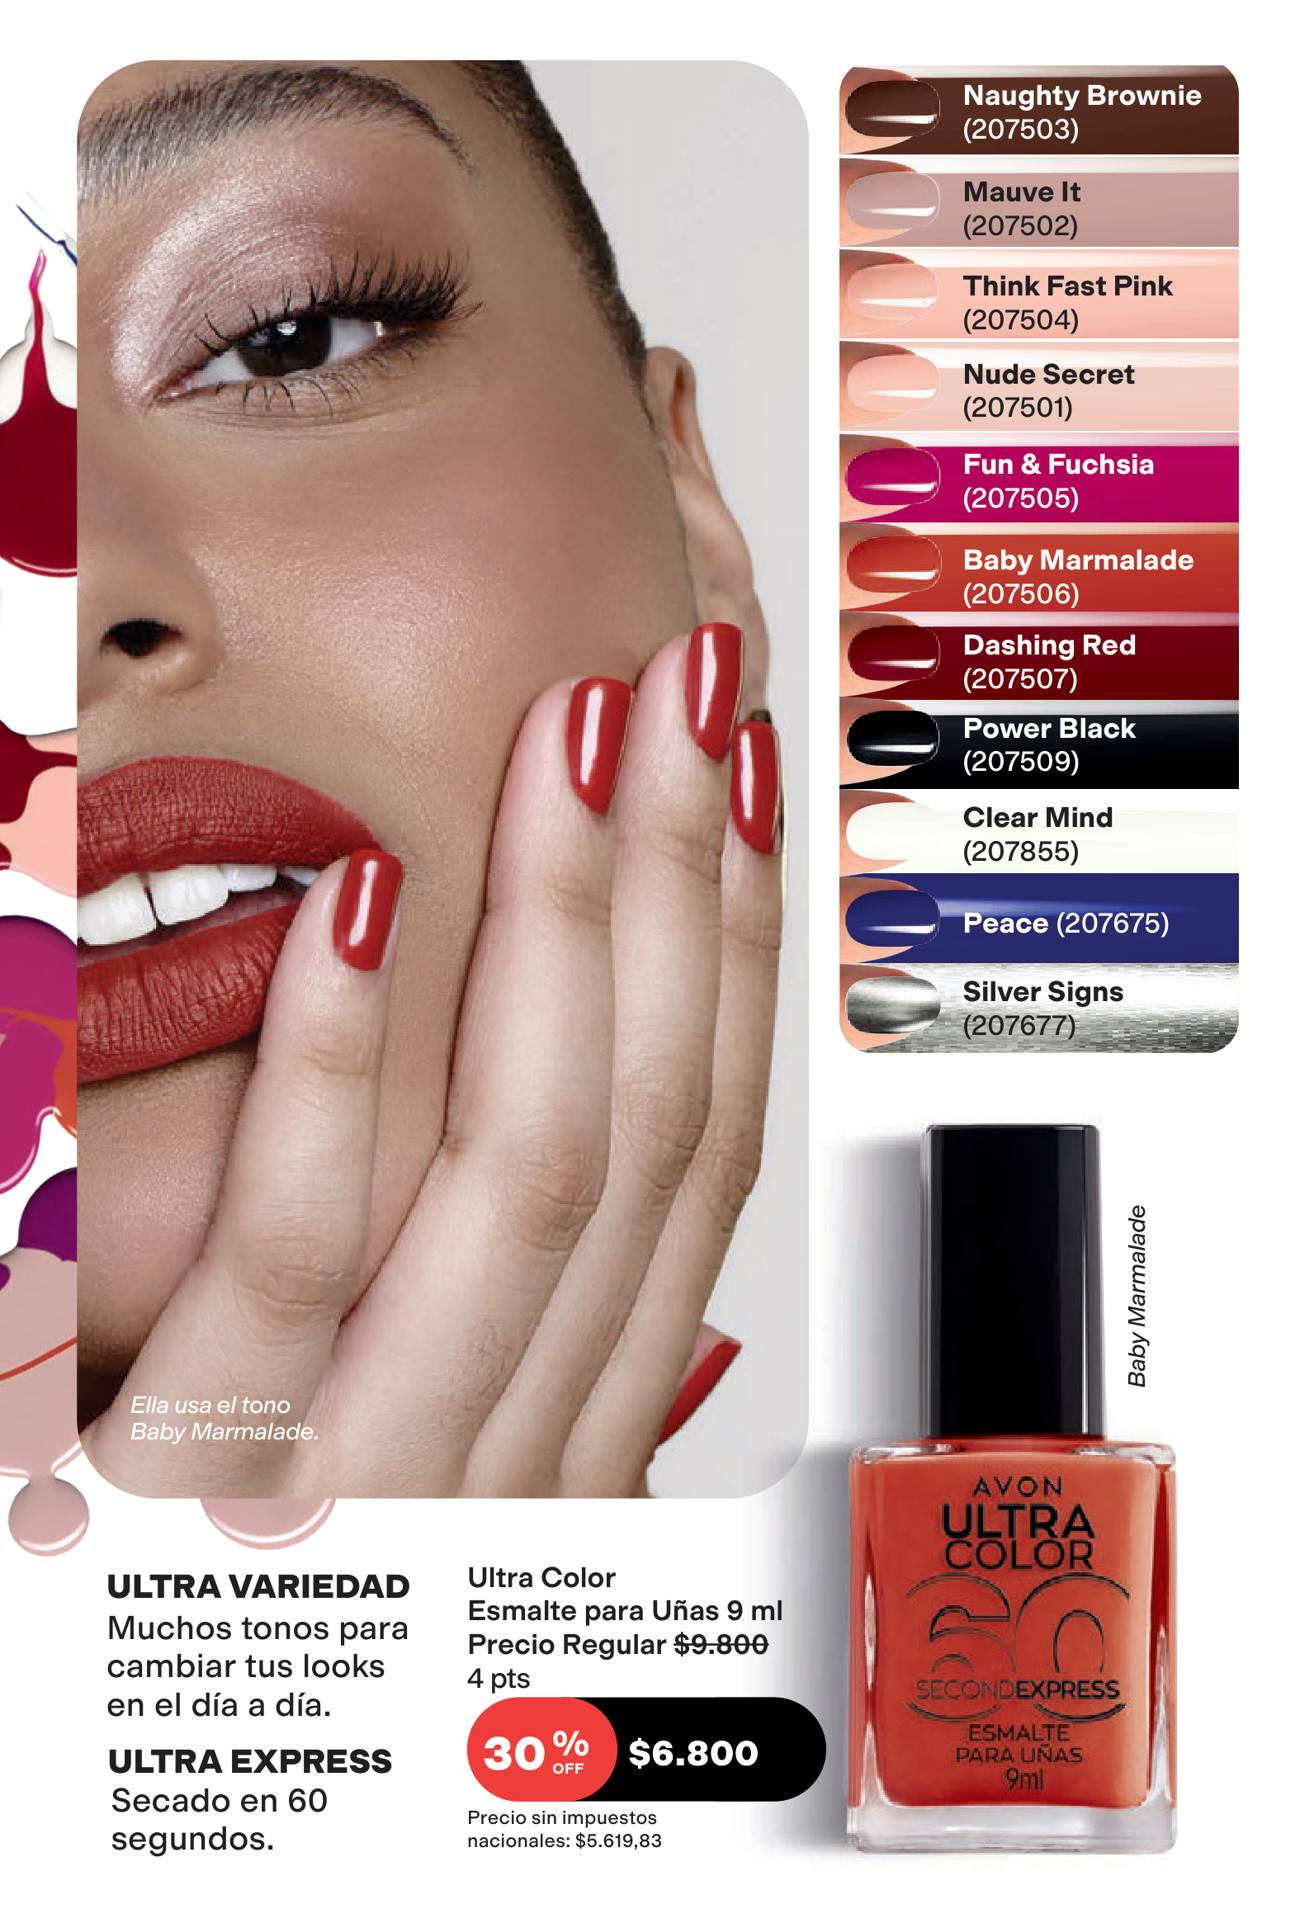 Naughty Brownie
(207503)
Mauve It
(207502)
Think Fast Pink
(207504)
Nude Secret
(207501)
Fun & Fuchsia
(207505)
Baby Marmalade
(207506)
Dashing Red
(207507)
Power Black
(207509)
Clear Mind
(207855)
Peace (207675)
Silver Signs
(207677)
Ella usa el tono
Baby Marmalade.
Baby Marmalade
AVON
ULTRA
COLOR
60
SECONDEXPRESS
ESMALTE
PARA UÑAS
9ml
ULTRA VARIEDAD
Muchos tonos para
cambiar tus looks
en el día a día.
ULTRA EXPRESS
Secado en 60
segundos.
Ultra Color
Esmalte para Uñas 9 ml
Precio Regular $9.800
4 pts
30% OFF $6.800
Precio sin impuestos
nacionales: $5.619,83